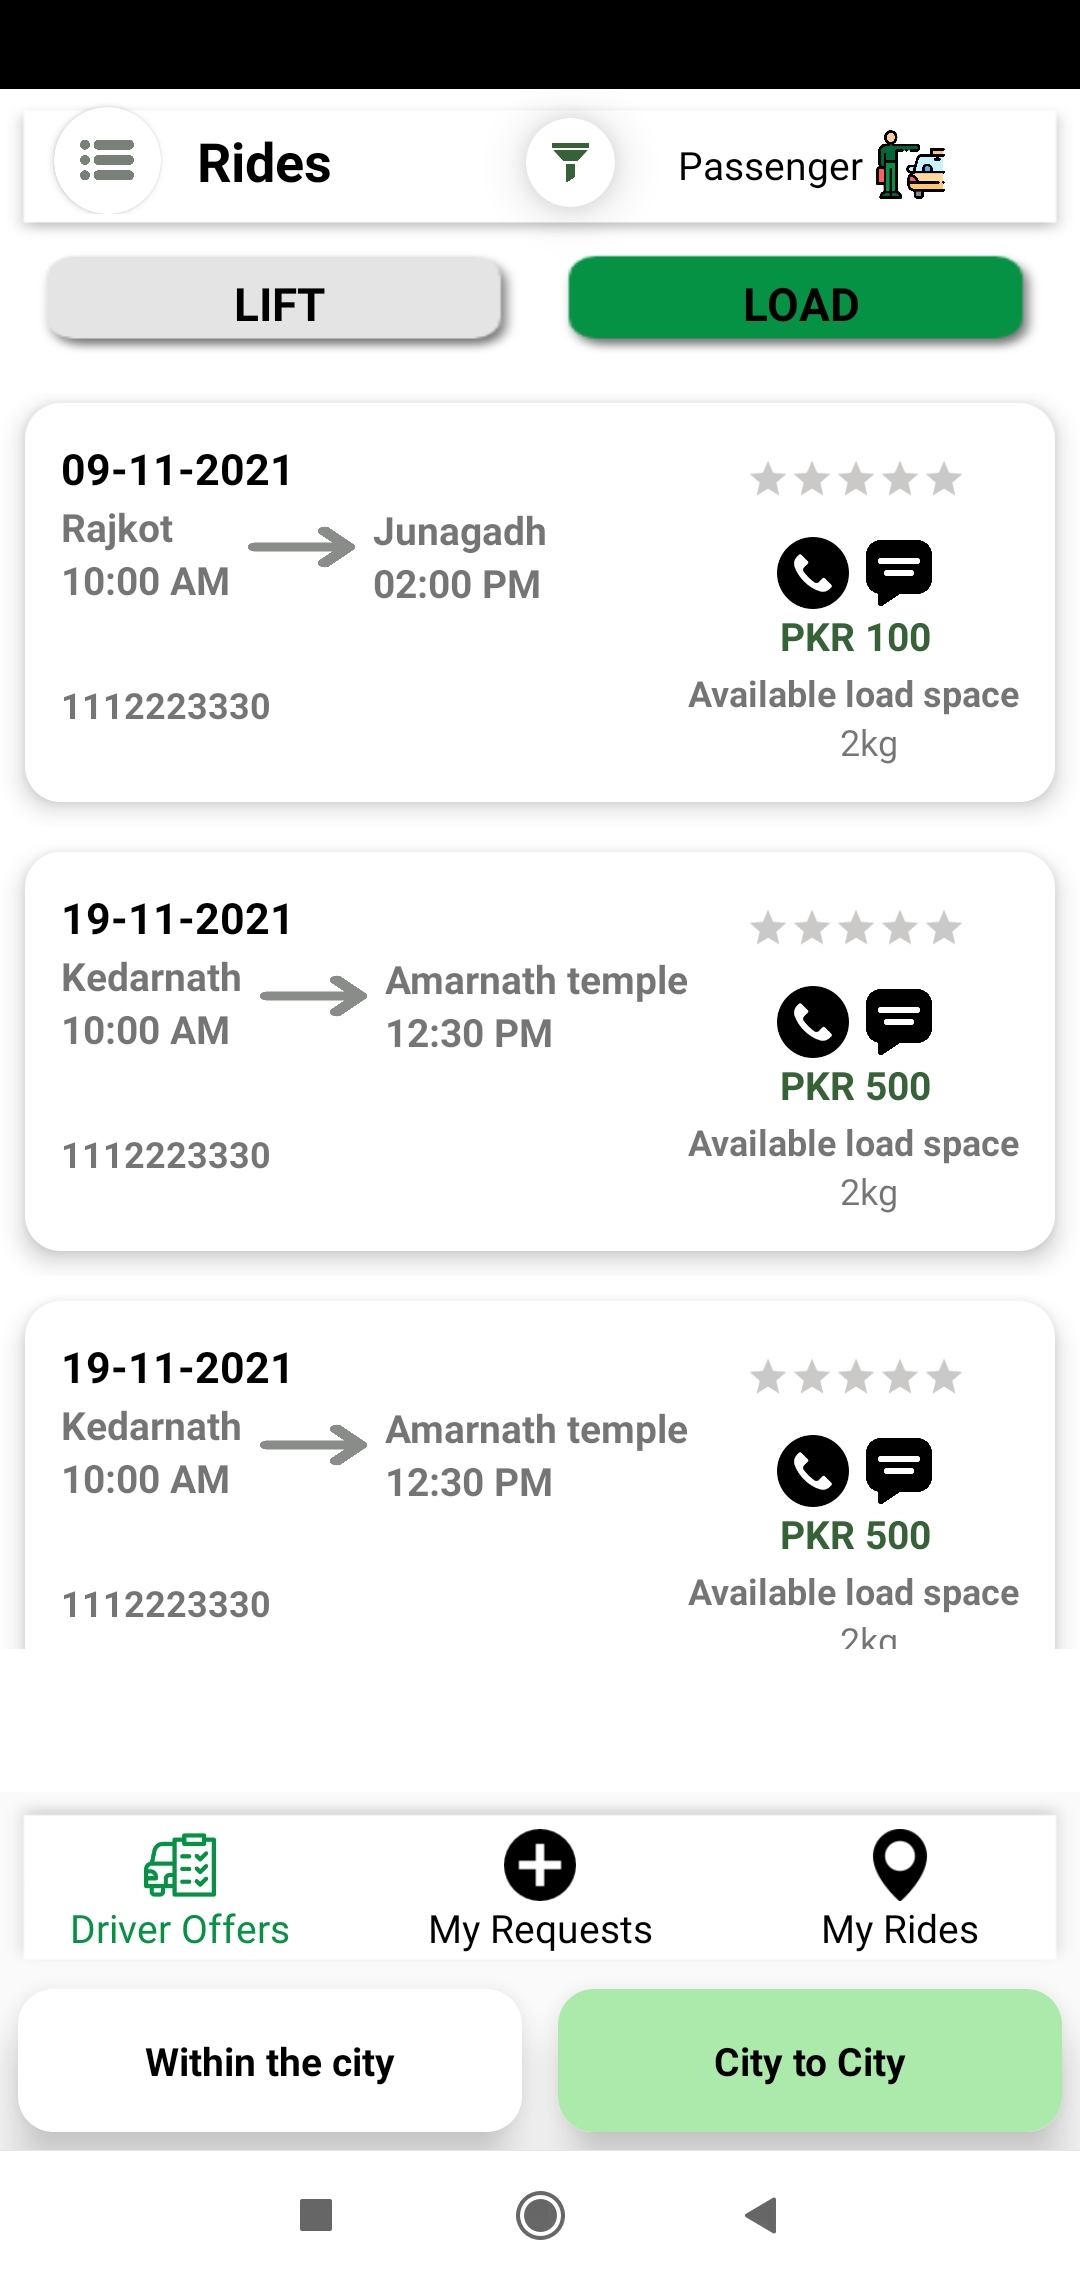 Rides
Passenger
LIFT
LOAD
09-11-2021
Rajkot
10:00 AM
Junagadh
02:00 PM
PKR 100
1112223330
Available load space
2kg
19-11-2021
Kedarnath
10:00 AM
Amarnath temple
12:30 PM
PKR 500
1112223330
Available load space
2kg
19-11-2021
Kedarnath
10:00 AM
Amarnath temple
12:30 PM
PKR 500
1112223330
Available load space
2kg
Driver Offers
My Requests
My Rides
Within the city
City to City